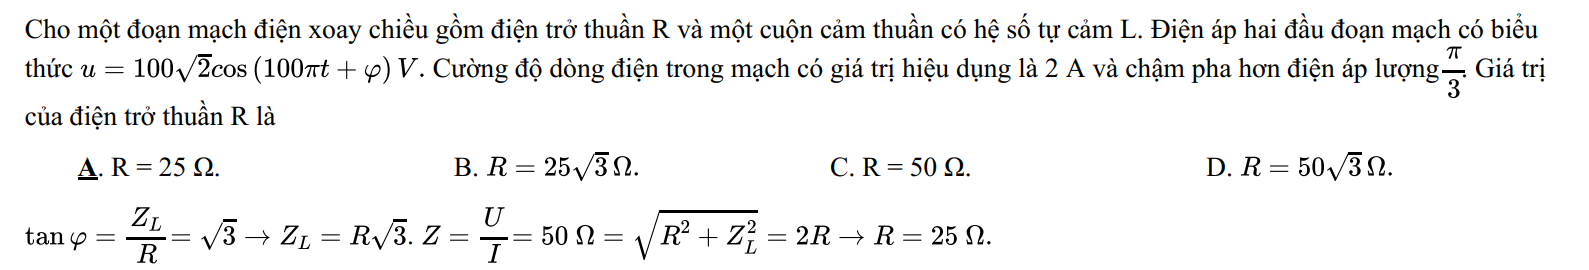 Cho một đoạn mạch điện xoay chiều gồm điện trở thuần R và một cuộn cảm thuần có hệ số tự cảm L. Điện áp hai đầu đoạn mạch có biểu
thức $u = 100\sqrt{2}cos\,(100\pi t + \varphi)\,V$. Cường độ dòng điện trong mạch có giá trị hiệu dụng là 2 A và chậm pha hơn điện áp lượng $\frac{\pi}{3}$. Giá trị
của điện trở thuần R là
A. R = 25 Ω. B. $R = 25\sqrt{3}\,\Omega$. C. R = 50 Ω. D. $R = 50\sqrt{3}\,\Omega$.
$\tan\varphi = \frac{Z_L}{R} = \sqrt{3} \rightarrow Z_L = R\sqrt{3}. Z = \frac{U}{I} = 50\,\Omega = \sqrt{R^2 + Z_L^2} = 2R \rightarrow R = 25\,\Omega.$